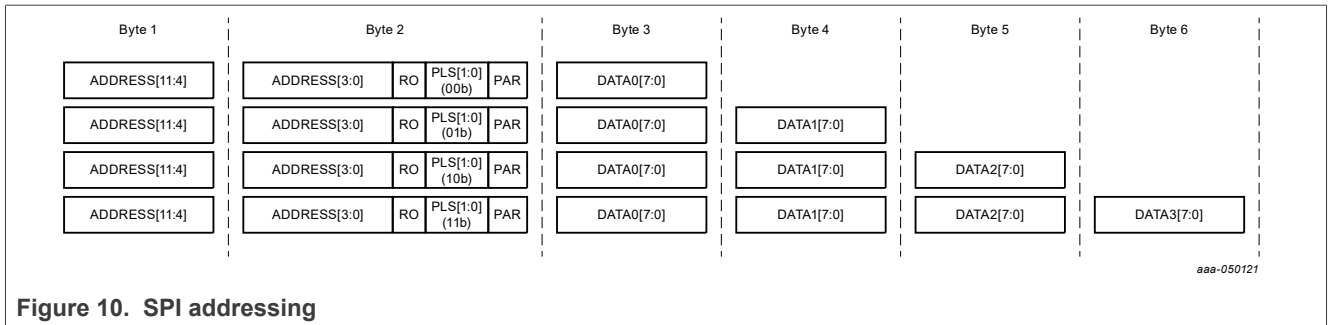 Byte 1 Byte 2 Byte 3 Byte 4 Byte 5 Byte 6
ADDRESS[11:4] ADDRESS[3:0] RO PLS[1:0] (00b) PAR DATA0[7:0]
ADDRESS[11:4] ADDRESS[3:0] RO PLS[1:0] (01b) PAR DATA0[7:0] DATA1[7:0]
ADDRESS[11:4] ADDRESS[3:0] RO PLS[1:0] (10b) PAR DATA0[7:0] DATA1[7:0] DATA2[7:0]
ADDRESS[11:4] ADDRESS[3:0] RO PLS[1:0] (11b) PAR DATA0[7:0] DATA1[7:0] DATA2[7:0] DATA3[7:0]
aaa-050121
Figure 10. SPI addressing